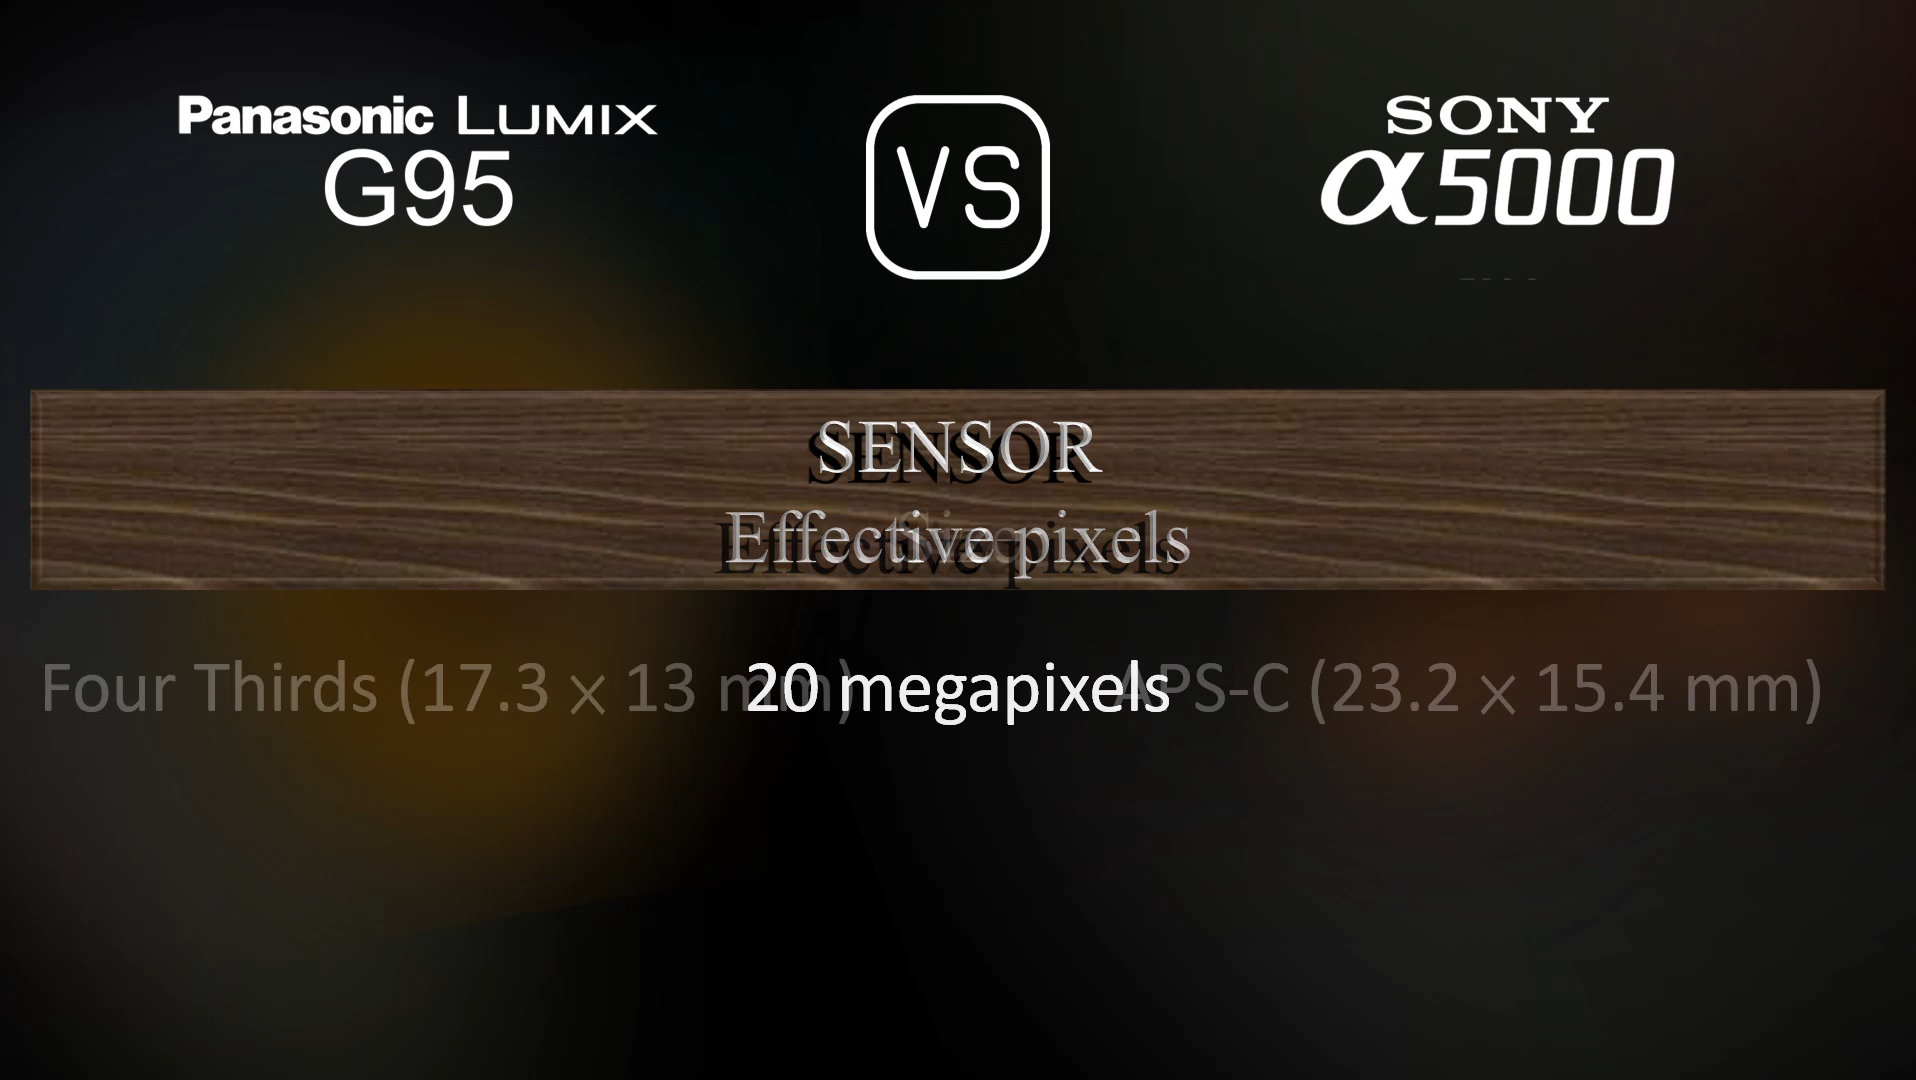 Panasonic LUMIX
G95
VS
SONY
α5000
SENSOR
Effective pixels
Four Thirds (17.3 x 13 mm)
20 megapixels
APS-C (23.2 x 15.4 mm)